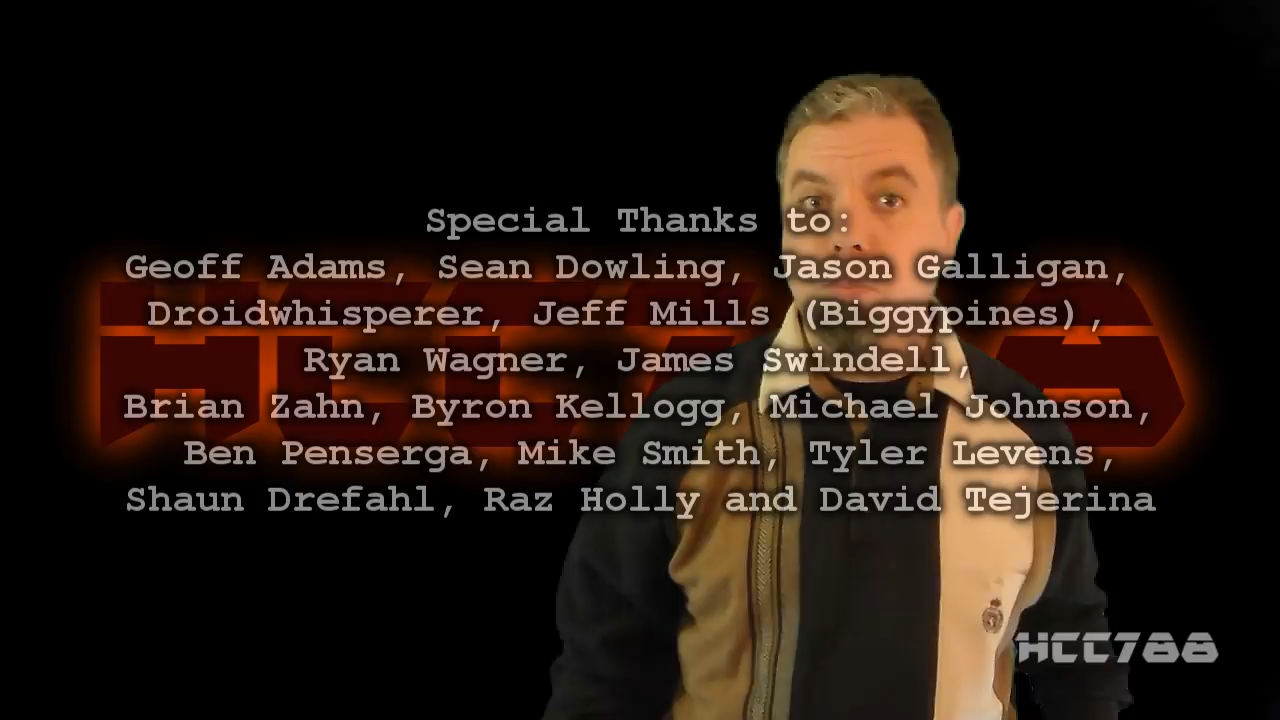 Special Thanks to:
Geoff Adams, Sean Dowling, Jason Galligan,
Droidwhisperer, Jeff Mills (Biggypines),
Ryan Wagner, James Swindell,
Brian Zahn, Byron Kellogg, Michael Johnson,
Ben Penserga, Mike Smith, Tyler Levens,
Shaun Drefahl, Raz Holly and David Tejerina
HCC788
HCC788